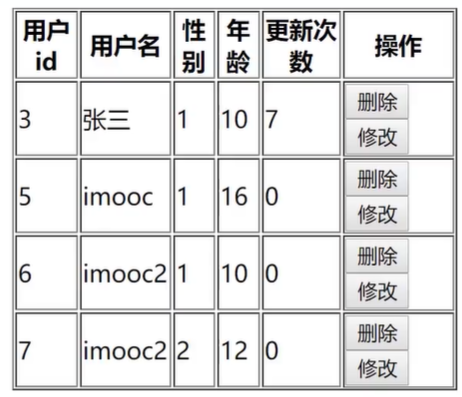 用户id 用户名 性别 年龄 更新次数 操作
3 张三 1 10 7 删除 修改
5 imooc 1 16 0 删除 修改
6 imooc2 1 10 0 删除 修改
7 imooc2 2 12 0 删除 修改